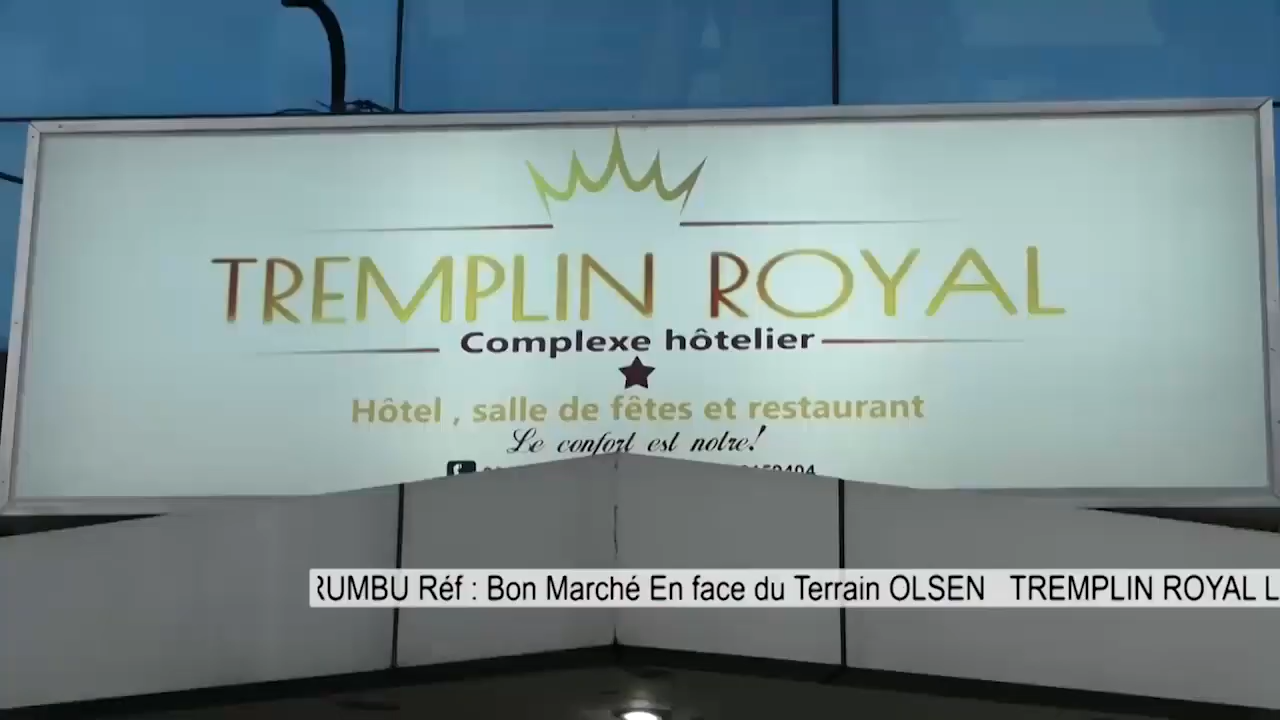 TREMPLIN ROYAL
Complexe hôtelier
Hôtel , salle de fêtes et restaurant
Le confort est notre!
RUMBU Réf : Bon Marché En face du Terrain OLSEN TREMPLIN ROYAL L